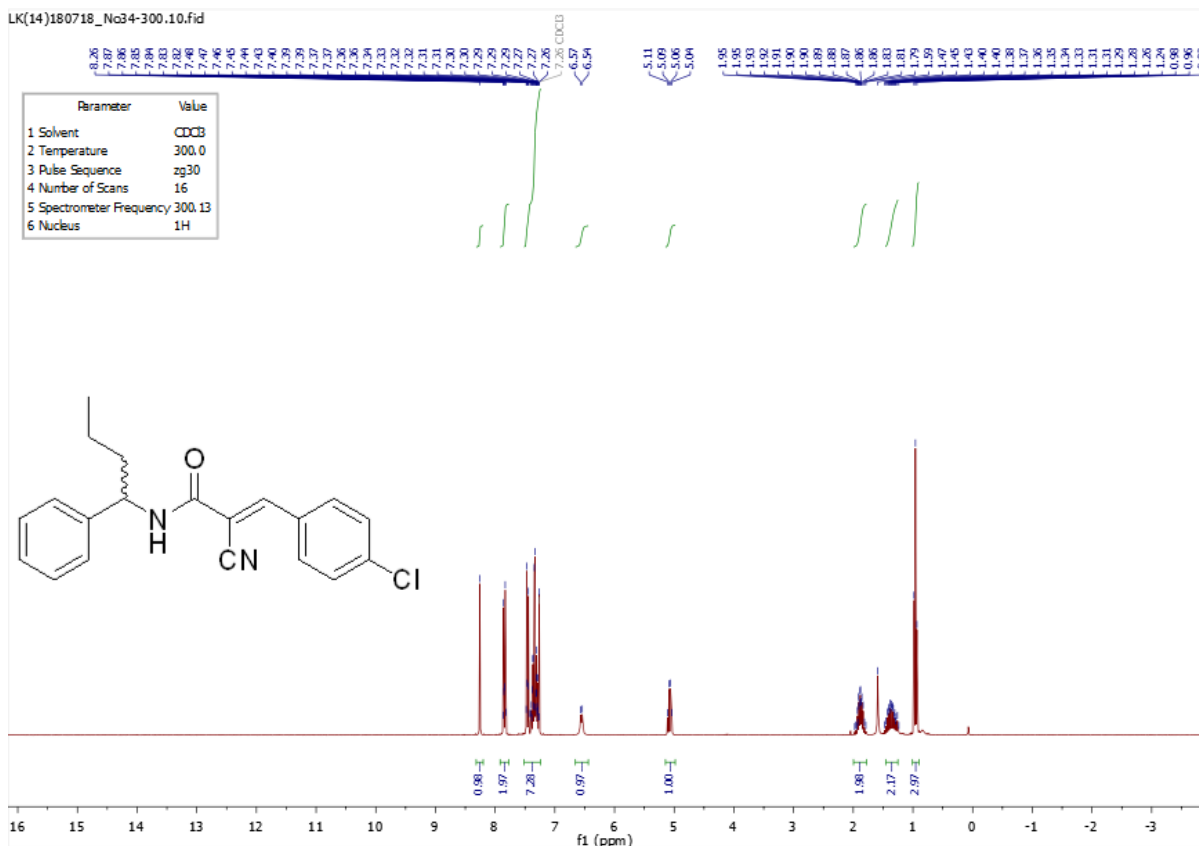 LK(14)180718_No34-300.10.fid
8.26 7.87 7.86 7.85 7.84 7.83 7.82 7.48 7.47 7.46 7.45 7.44 7.43 7.40 7.39 7.39 7.37 7.37 7.36 7.36 7.34 7.33 7.32 7.32 7.31 7.31 7.30 7.30 7.29 7.29 7.27 7.27 7.26 7.26 CDCl3 6.57 6.54 5.11 5.09 5.06 5.04 1.95 1.95 1.93 1.92 1.91 1.90 1.90 1.89 1.88 1.87 1.86 1.86 1.83 1.81 1.79 1.59 1.47 1.45 1.43 1.40 1.40 1.38 1.37 1.36 1.35 1.34 1.33 1.31 1.31 1.29 1.28 1.26 1.24 0.98 0.96
Parameter Value
1 Solvent CDCl3
2 Temperature 300.0
3 Pulse Sequence zg30
4 Number of Scans 16
5 Spectrometer Frequency 300.13
6 Nucleus 1H
O
N
H
CN
Cl
0.98 1.97 7.28 0.97 1.00 1.98 2.17 2.97
16 15 14 13 12 11 10 9 8 7 6 5 4 3 2 1 0 -1 -2 -3
f1 (ppm)